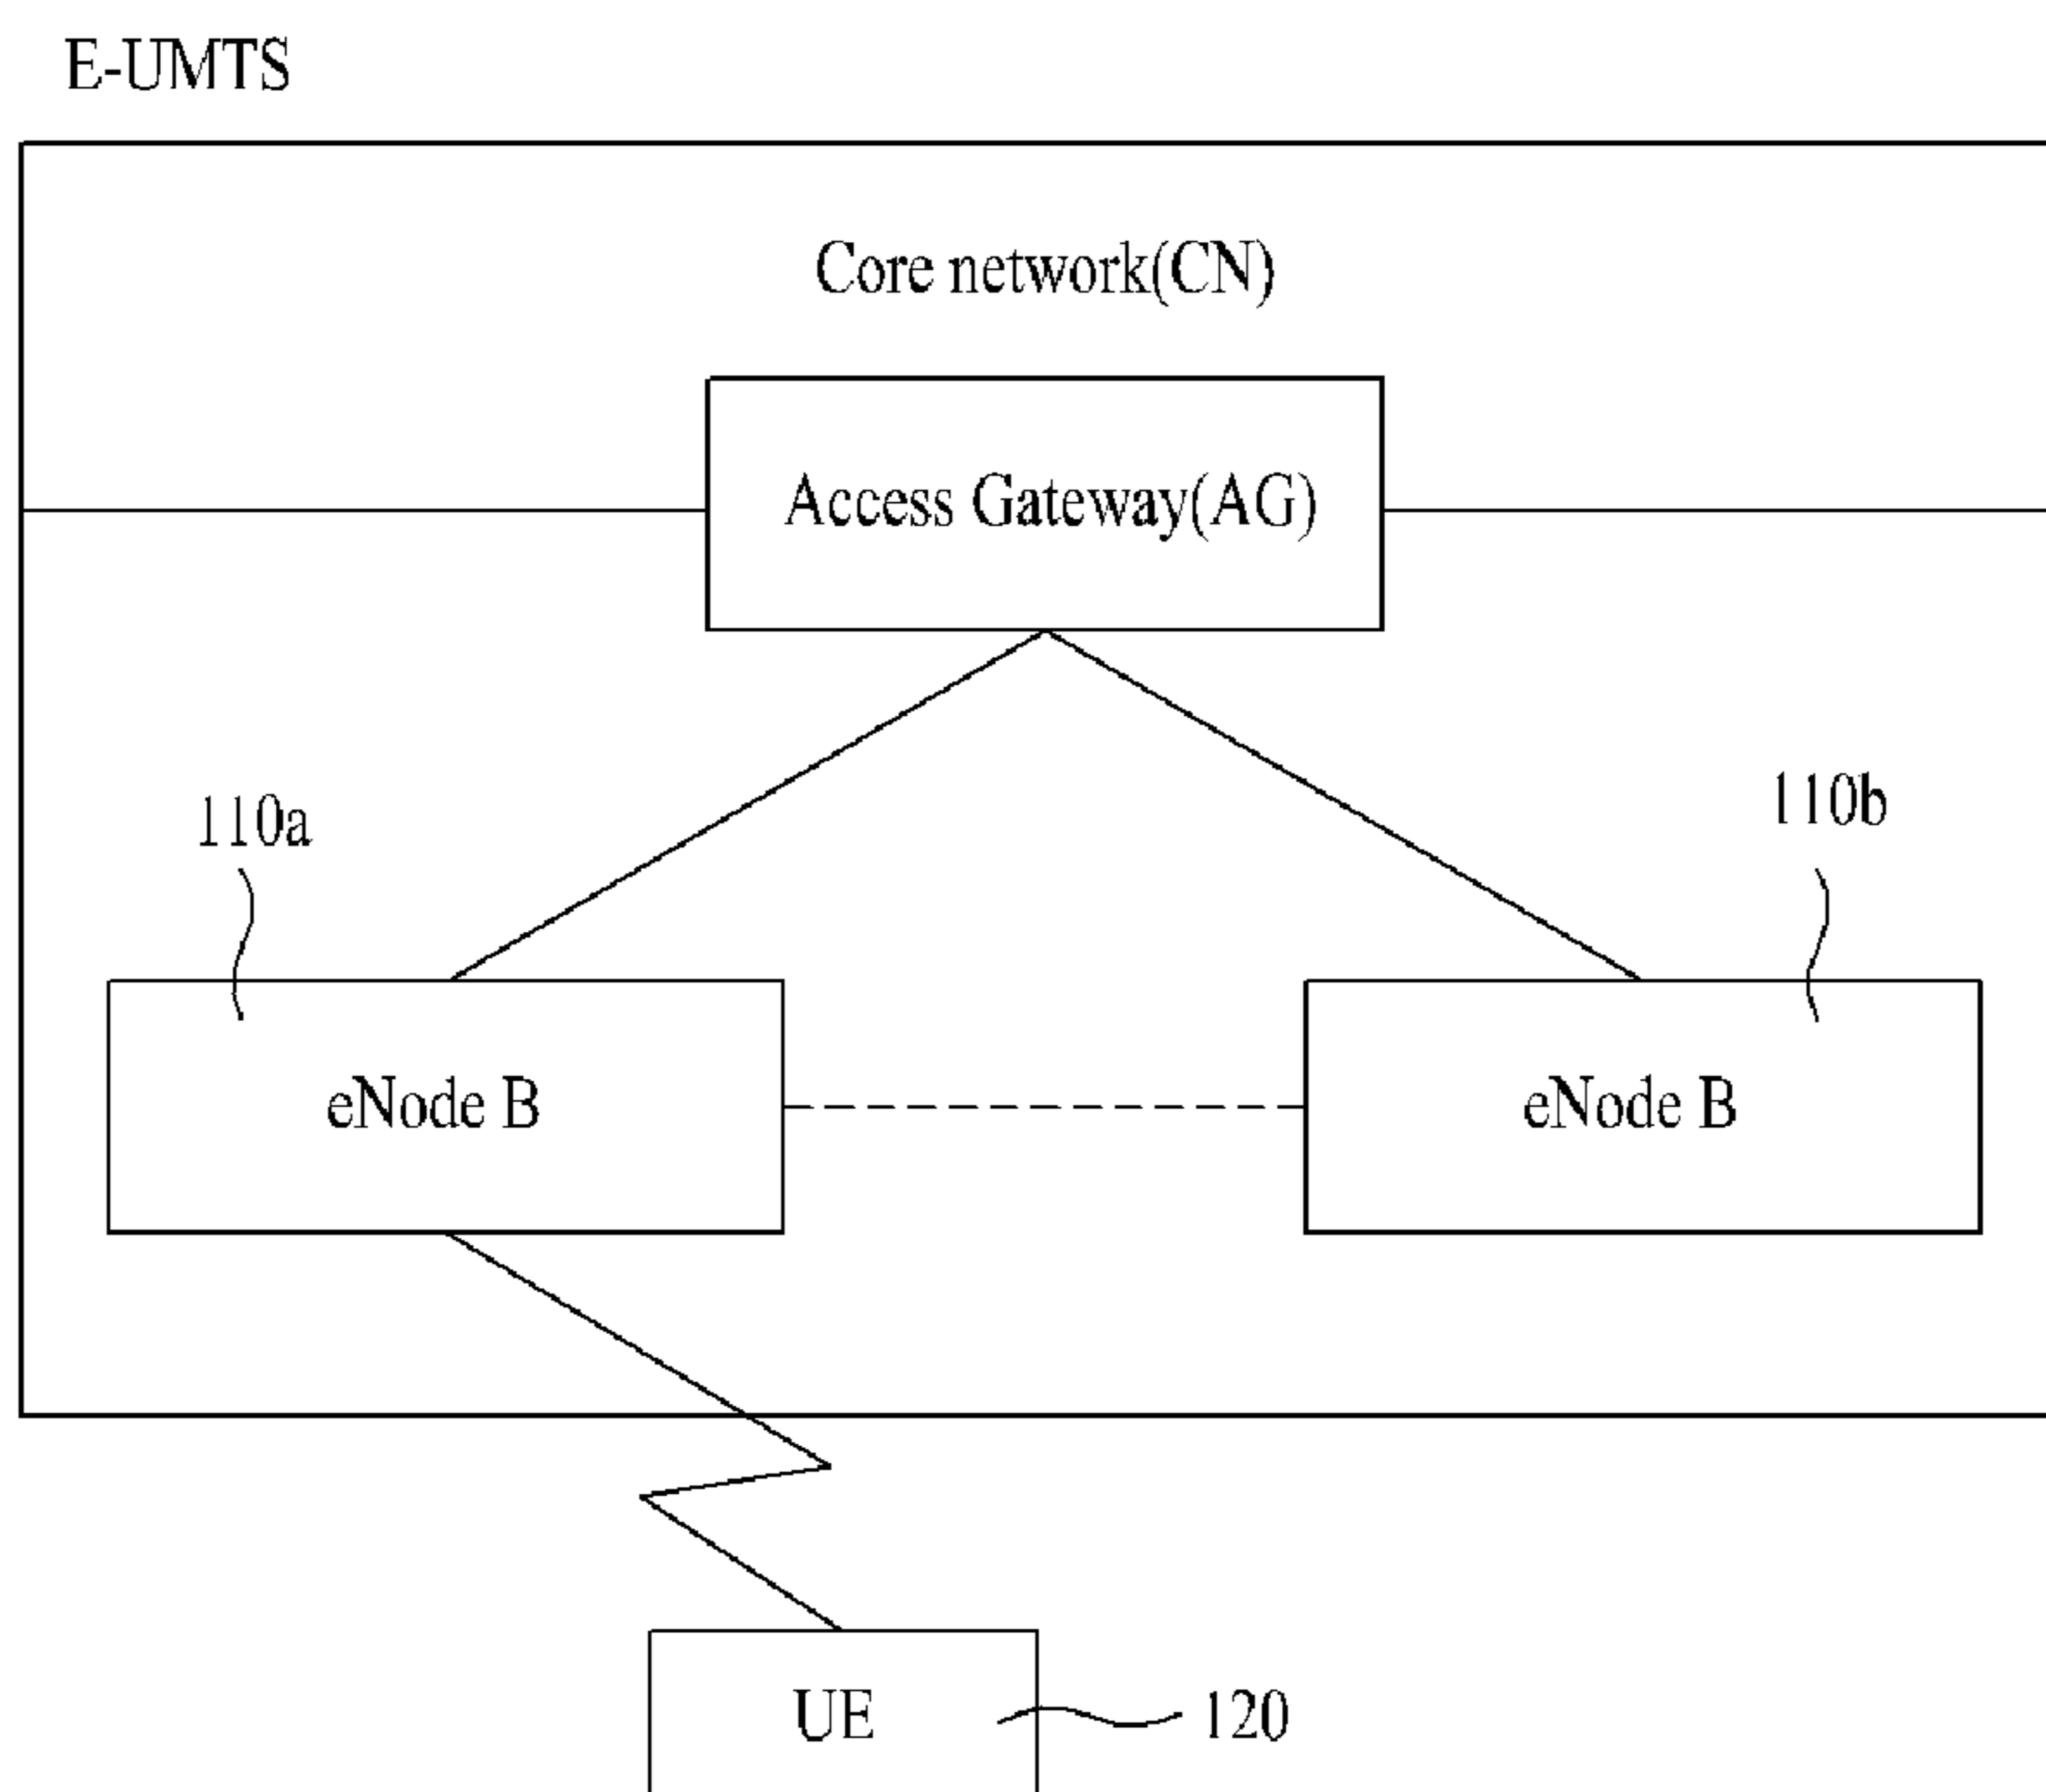 E-UMTS
Core network(CN)
Access Gateway(AG)
110a
110b
eNode B
eNode B
UE
120